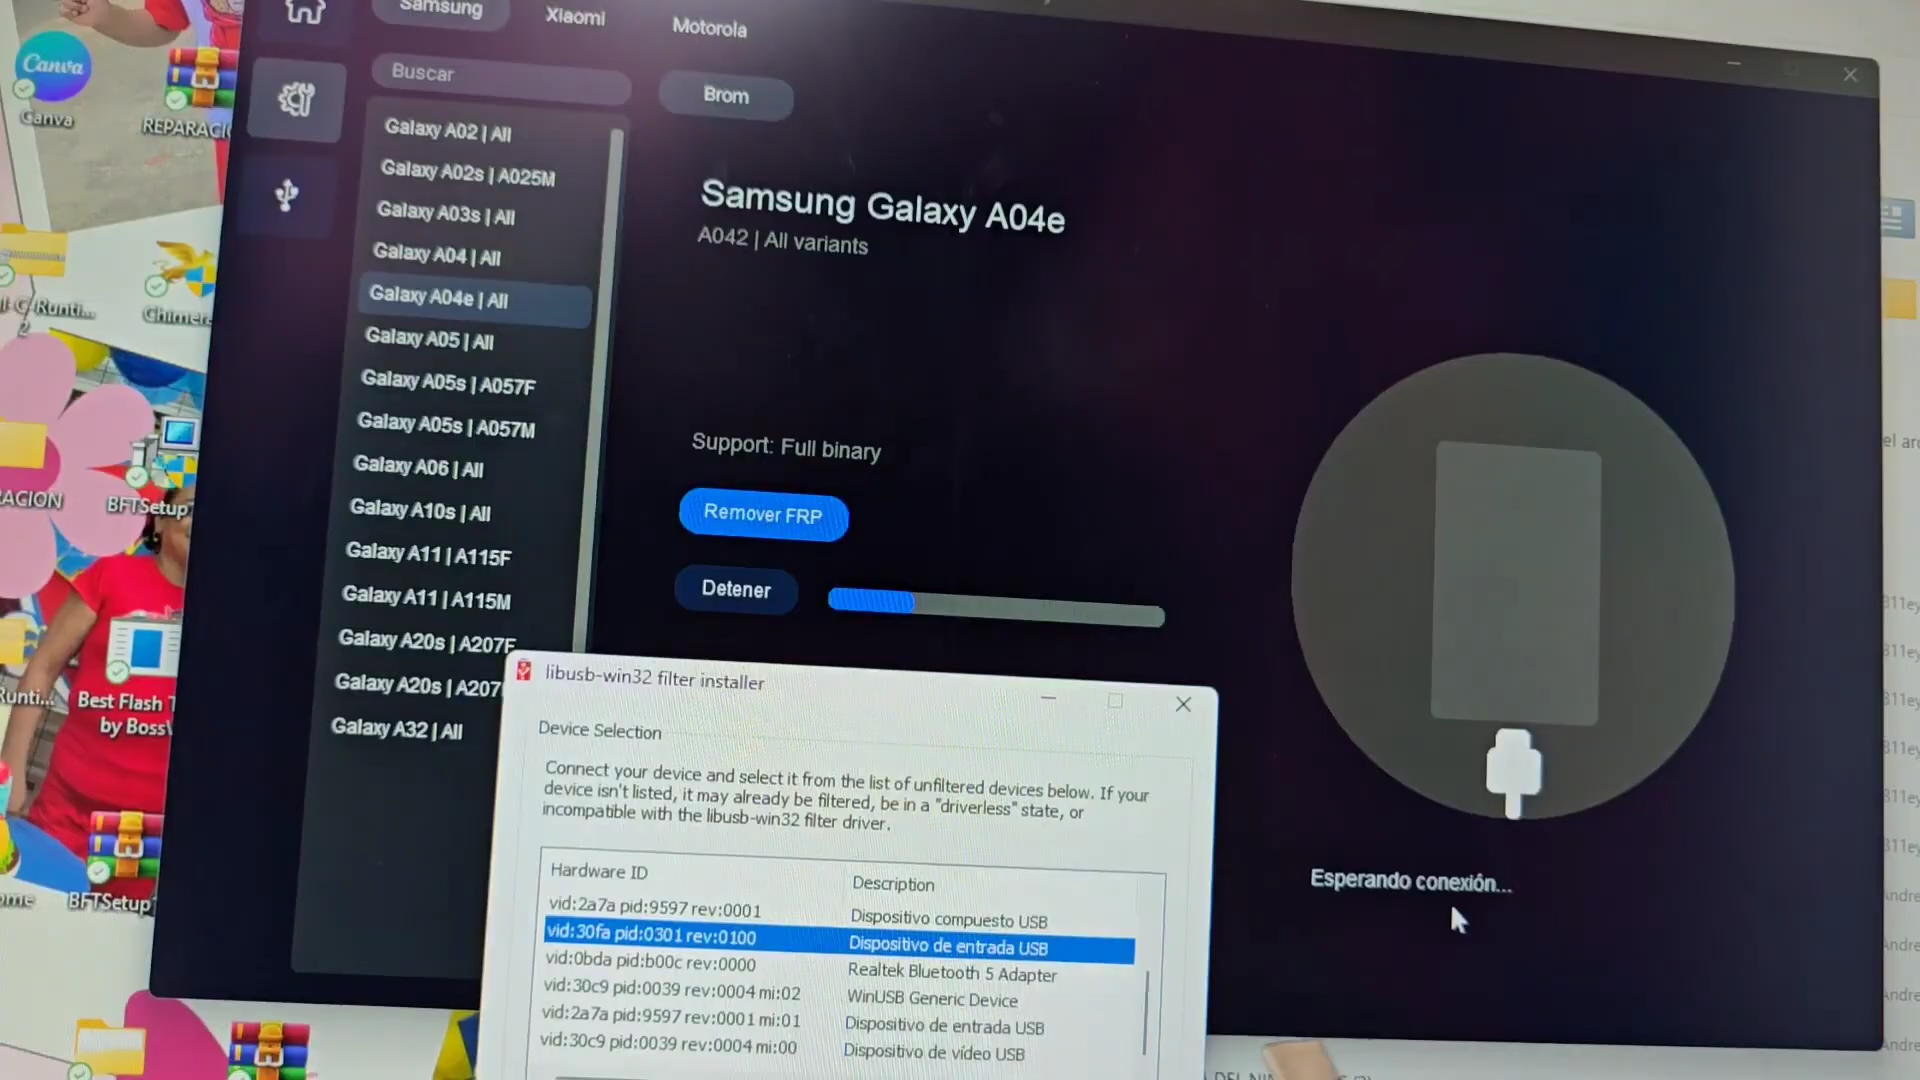 Samsung
Xiaomi
Motorola
Buscar
Brom
Galaxy A02 | All
Galaxy A02s | A025M
Galaxy A03s | All
Galaxy A04 | All
Galaxy A04e | All
Galaxy A05 | All
Galaxy A05s | A057F
Galaxy A05s | A057M
Galaxy A06 | All
Galaxy A10s | All
Galaxy A11 | A115F
Galaxy A11 | A115M
Galaxy A20s | A207F
Galaxy A20s | A207
Galaxy A32 | All
Samsung Galaxy A04e
A042 | All variants
Support: Full binary
Remover FRP
Detener
Esperando conexión...
libusb-win32 filter installer
Device Selection
Connect your device and select it from the list of unfiltered devices below. If your
device isn't listed, it may already be filtered, be in a "driverless" state, or
incompatible with the libusb-win32 filter driver.
Hardware ID
Description
vid:2a7a pid:9597 rev:0001
Dispositivo compuesto USB
vid:30fa pid:0301 rev:0100
Dispositivo de entrada USB
vid:0bda pid:b00c rev:0000
Realtek Bluetooth 5 Adapter
vid:30c9 pid:0039 rev:0004 mi:02
WinUSB Generic Device
vid:2a7a pid:9597 rev:0001 mi:01
Dispositivo de entrada USB
vid:30c9 pid:0039 rev:0004 mi:00
Dispositivo de vídeo USB
Canva
Canva
REPARACI
Chimera
ACION
BFTSetup
Best Flash T
by Boss
BFTSetup